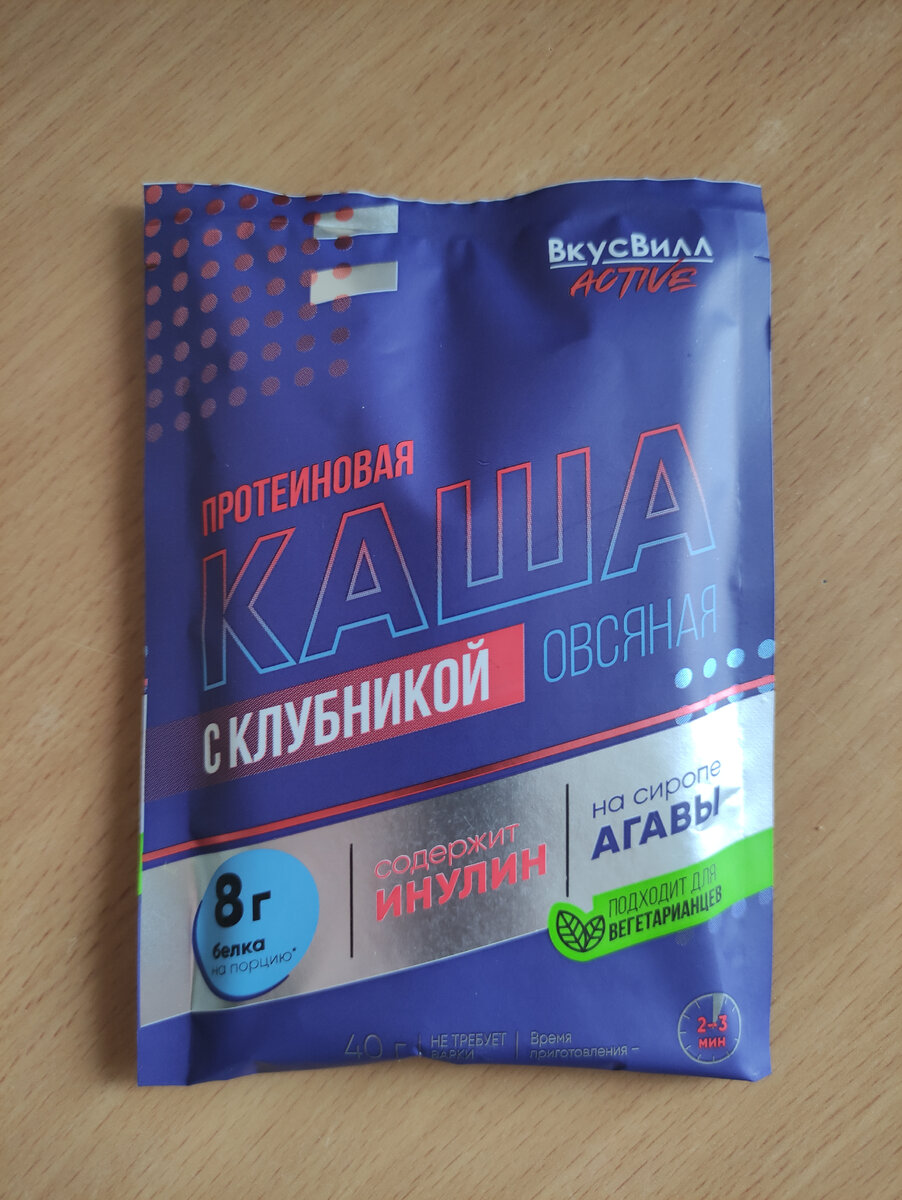 ВкусВилл
ACTIVE
ПРОТЕИНОВАЯ
КАША
ОВСЯНАЯ
С КЛУБНИКОЙ
8 г
белка
на порцию*
содержит
ИНУЛИН
на сиропе
АГАВЫ
ПОДХОДИТ ДЛЯ
ВЕГЕТАРИАНЦЕВ
40 г
НЕ ТРЕБУЕТ
ВАРКИ
Время
приготовления –
2-3
МИН